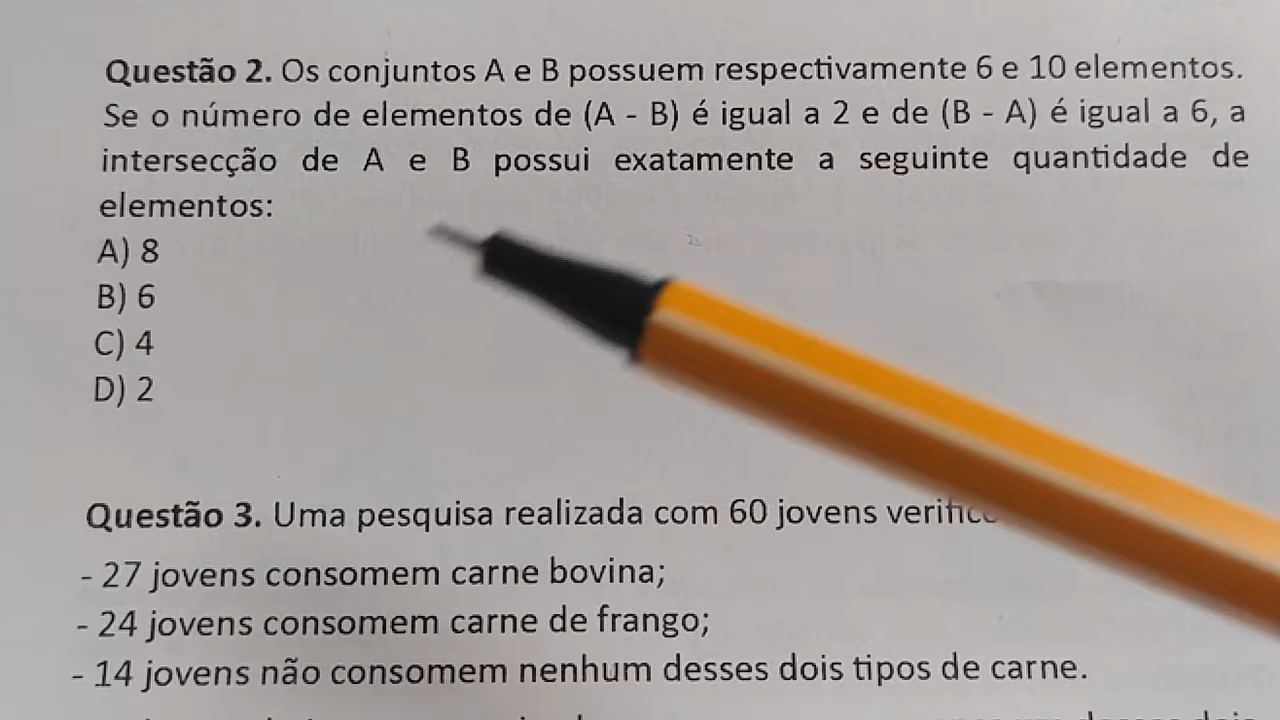 Questão 2. Os conjuntos A e B possuem respectivamente 6 e 10 elementos.
Se o número de elementos de (A - B) é igual a 2 e de (B - A) é igual a 6, a
intersecção de A e B possui exatamente a seguinte quantidade de
elementos:
A) 8
B) 6
C) 4
D) 2
Questão 3. Uma pesquisa realizada com 60 jovens
- 27 jovens consomem carne bovina;
- 24 jovens consomem carne de frango;
- 14 jovens não consomem nenhum desses dois tipos de carne.